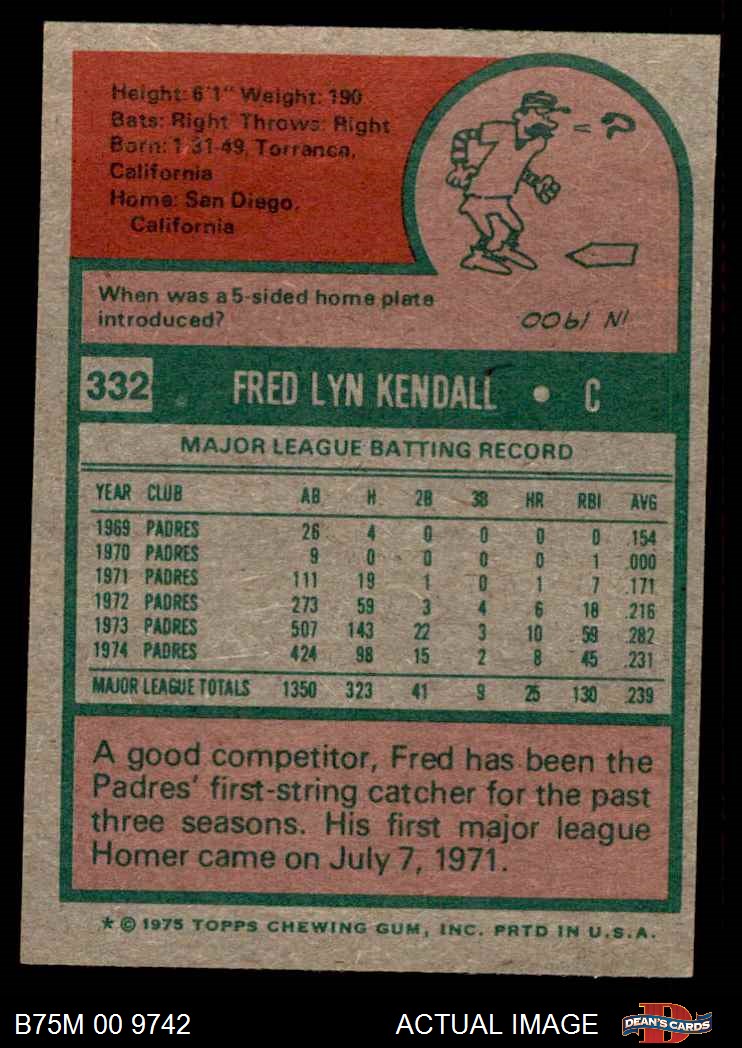 Height: 6'1" Weight: 190
Bats: Right Throws: Right
Born: 1-31-49, Torrance,
California
Home: San Diego,
California
When was a 5-sided home plate
introduced?
IN 1900
332 FRED LYN KENDALL • C
MAJOR LEAGUE BATTING RECORD
YEAR CLUB AB H 2B 3B HR RBI AVG
1969 PADRES 26 4 0 0 0 0 .154
1970 PADRES 9 0 0 0 0 1 .000
1971 PADRES 111 19 1 0 1 7 .171
1972 PADRES 273 59 3 4 6 18 .216
1973 PADRES 507 143 22 3 10 59 .282
1974 PADRES 424 98 15 2 8 45 .231
MAJOR LEAGUE TOTALS 1350 323 41 9 25 130 .239
A good competitor, Fred has been the
Padres' first-string catcher for the past
three seasons. His first major league
Homer came on July 7, 1971.
* © 1975 TOPPS CHEWING GUM, INC. PRTD IN U.S.A.
B75M 00 9742 ACTUAL IMAGE DEAN'S CARDS